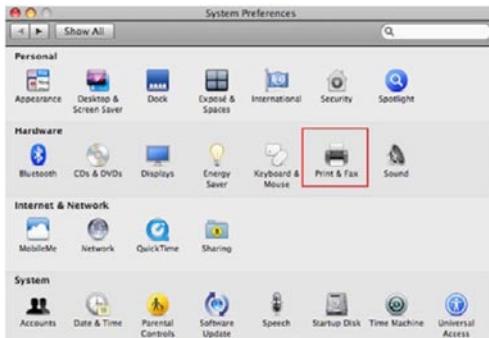 System Preferences
Show All
Personal
Appearance Desktop & Screen Saver Dock Exposé & Spaces International Security Spotlight
Hardware
Bluetooth CDs & DVDs Displays Energy Saver Keyboard & Mouse Print & Fax Sound
Internet & Network
MobileMe Network QuickTime Sharing
System
Accounts Date & Time Parental Controls Software Update Speech Startup Disk Time Machine Universal Access